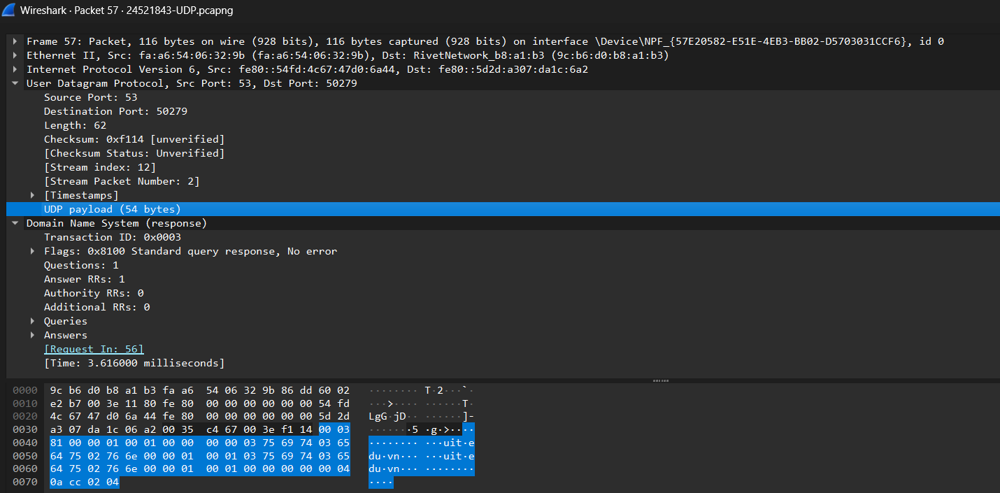 Wireshark · Packet 57 · 24521843-UDP.pcapng
Frame 57: Packet, 116 bytes on wire (928 bits), 116 bytes captured (928 bits) on interface \Device\NPF_{57E20582-E51E-4EB3-BB02-D5703031CCF6}, id 0
Ethernet II, Src: fa:a6:54:06:32:9b (fa:a6:54:06:32:9b), Dst: RivetNetwork_b8:a1:b3 (9c:b6:d0:b8:a1:b3)
Internet Protocol Version 6, Src: fe80::54fd:4c67:47d0:6a44, Dst: fe80::5d2d:a307:da1c:6a2
User Datagram Protocol, Src Port: 53, Dst Port: 50279
Source Port: 53
Destination Port: 50279
Length: 62
Checksum: 0xf114 [unverified]
[Checksum Status: Unverified]
[Stream index: 12]
[Stream Packet Number: 2]
[Timestamps]
UDP payload (54 bytes)
Domain Name System (response)
Transaction ID: 0x0003
Flags: 0x8100 Standard query response, No error
Questions: 1
Answer RRs: 1
Authority RRs: 0
Additional RRs: 0
Queries
Answers
[Request In: 56]
[Time: 3.616000 milliseconds]
0000 9c b6 d0 b8 a1 b3 fa a6 54 06 32 9b 86 dd 60 02 ········ T·2···`·
0010 e2 b7 00 3e 11 80 fe 80 00 00 00 00 00 00 54 fd ···>···· ······T·
0020 4c 67 47 d0 6a 44 fe 80 00 00 00 00 00 00 5d 2d LgG·jD·· ······]-
0030 a3 07 da 1c 06 a2 00 35 c4 67 00 3e f1 14 00 03 ·······5 ·g·>····
0040 81 00 00 01 00 01 00 00 00 00 03 75 69 74 03 65 ········ ···uit·e
0050 64 75 02 76 6e 00 00 01 00 01 03 75 69 74 03 65 du·vn··· ···uit·e
0060 64 75 02 76 6e 00 00 01 00 01 00 00 00 00 00 04 du·vn··· ········
0070 0a cc 02 04 ····